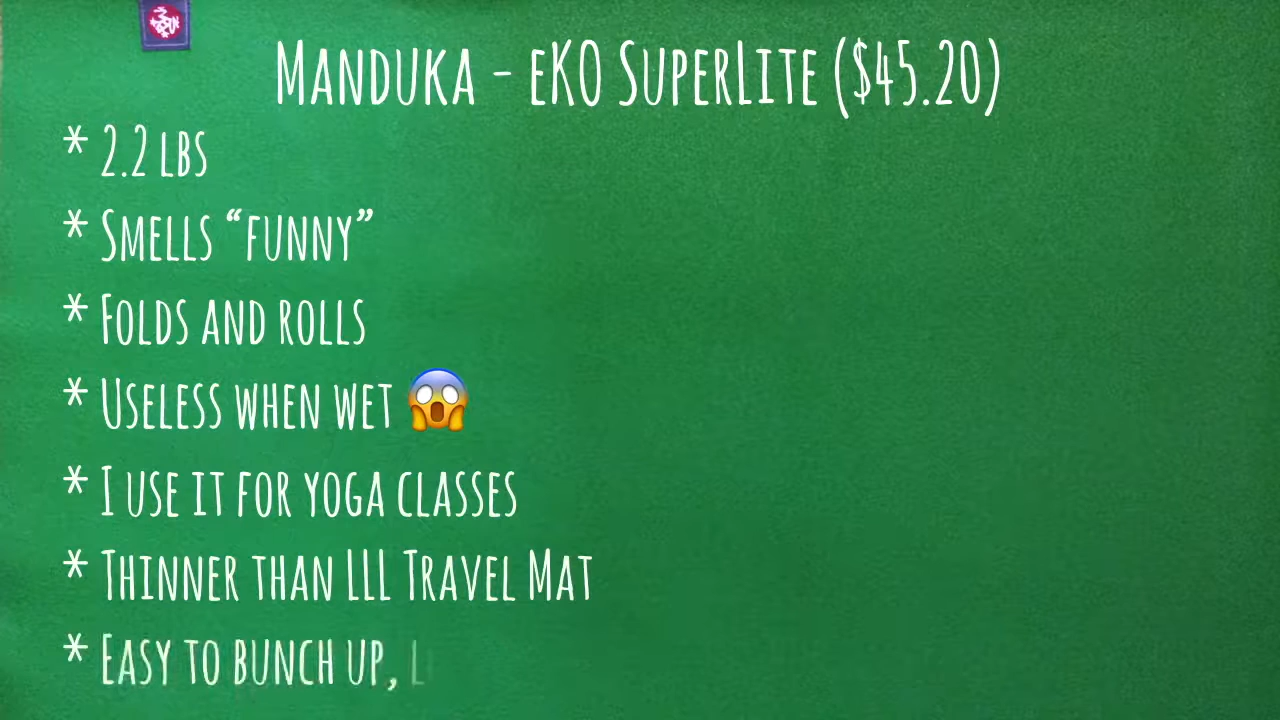 Manduka - eKO SuperLite ($45.20)
* 2.2 lbs
* Smells “funny”
* Folds and rolls
* Useless when wet 😱
* I use it for yoga classes
* Thinner than LLL Travel Mat
* Easy to bunch up,